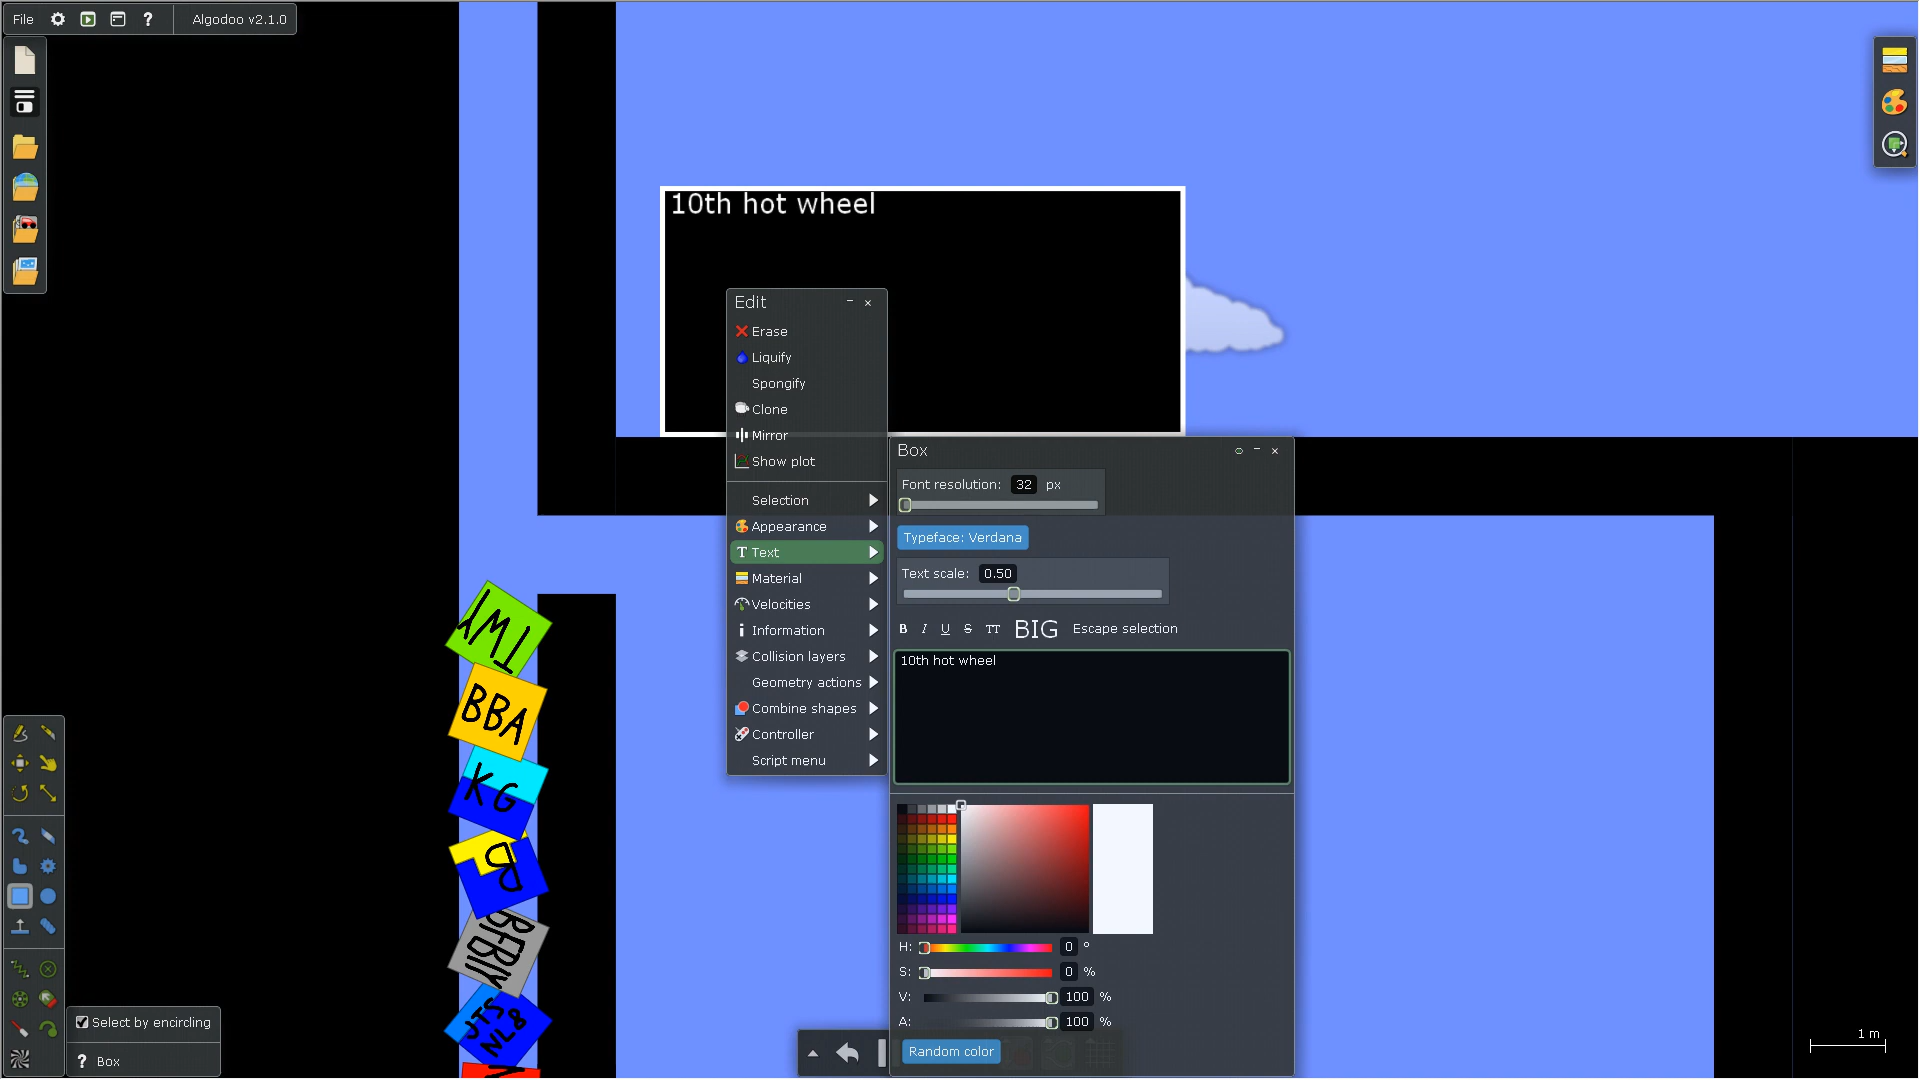 File ? Algodoo v2.1.0
10th hot wheel
Edit
Erase
Liquify
Spongify
Clone
Mirror
Show plot
Selection
Appearance
Text
Material
Velocities
Information
Collision layers
Geometry actions
Combine shapes
Controller
Script menu
Box
Font resolution: 32 px
Typeface: Verdana
Text scale: 0.50
B I U S TT BIG Escape selection
10th hot wheel
H: 0 °
S: 0 %
V: 100 %
A: 100 %
Random color
TWY
BBA
KG
JTS
NL8
Select by encircling
? Box
1 m